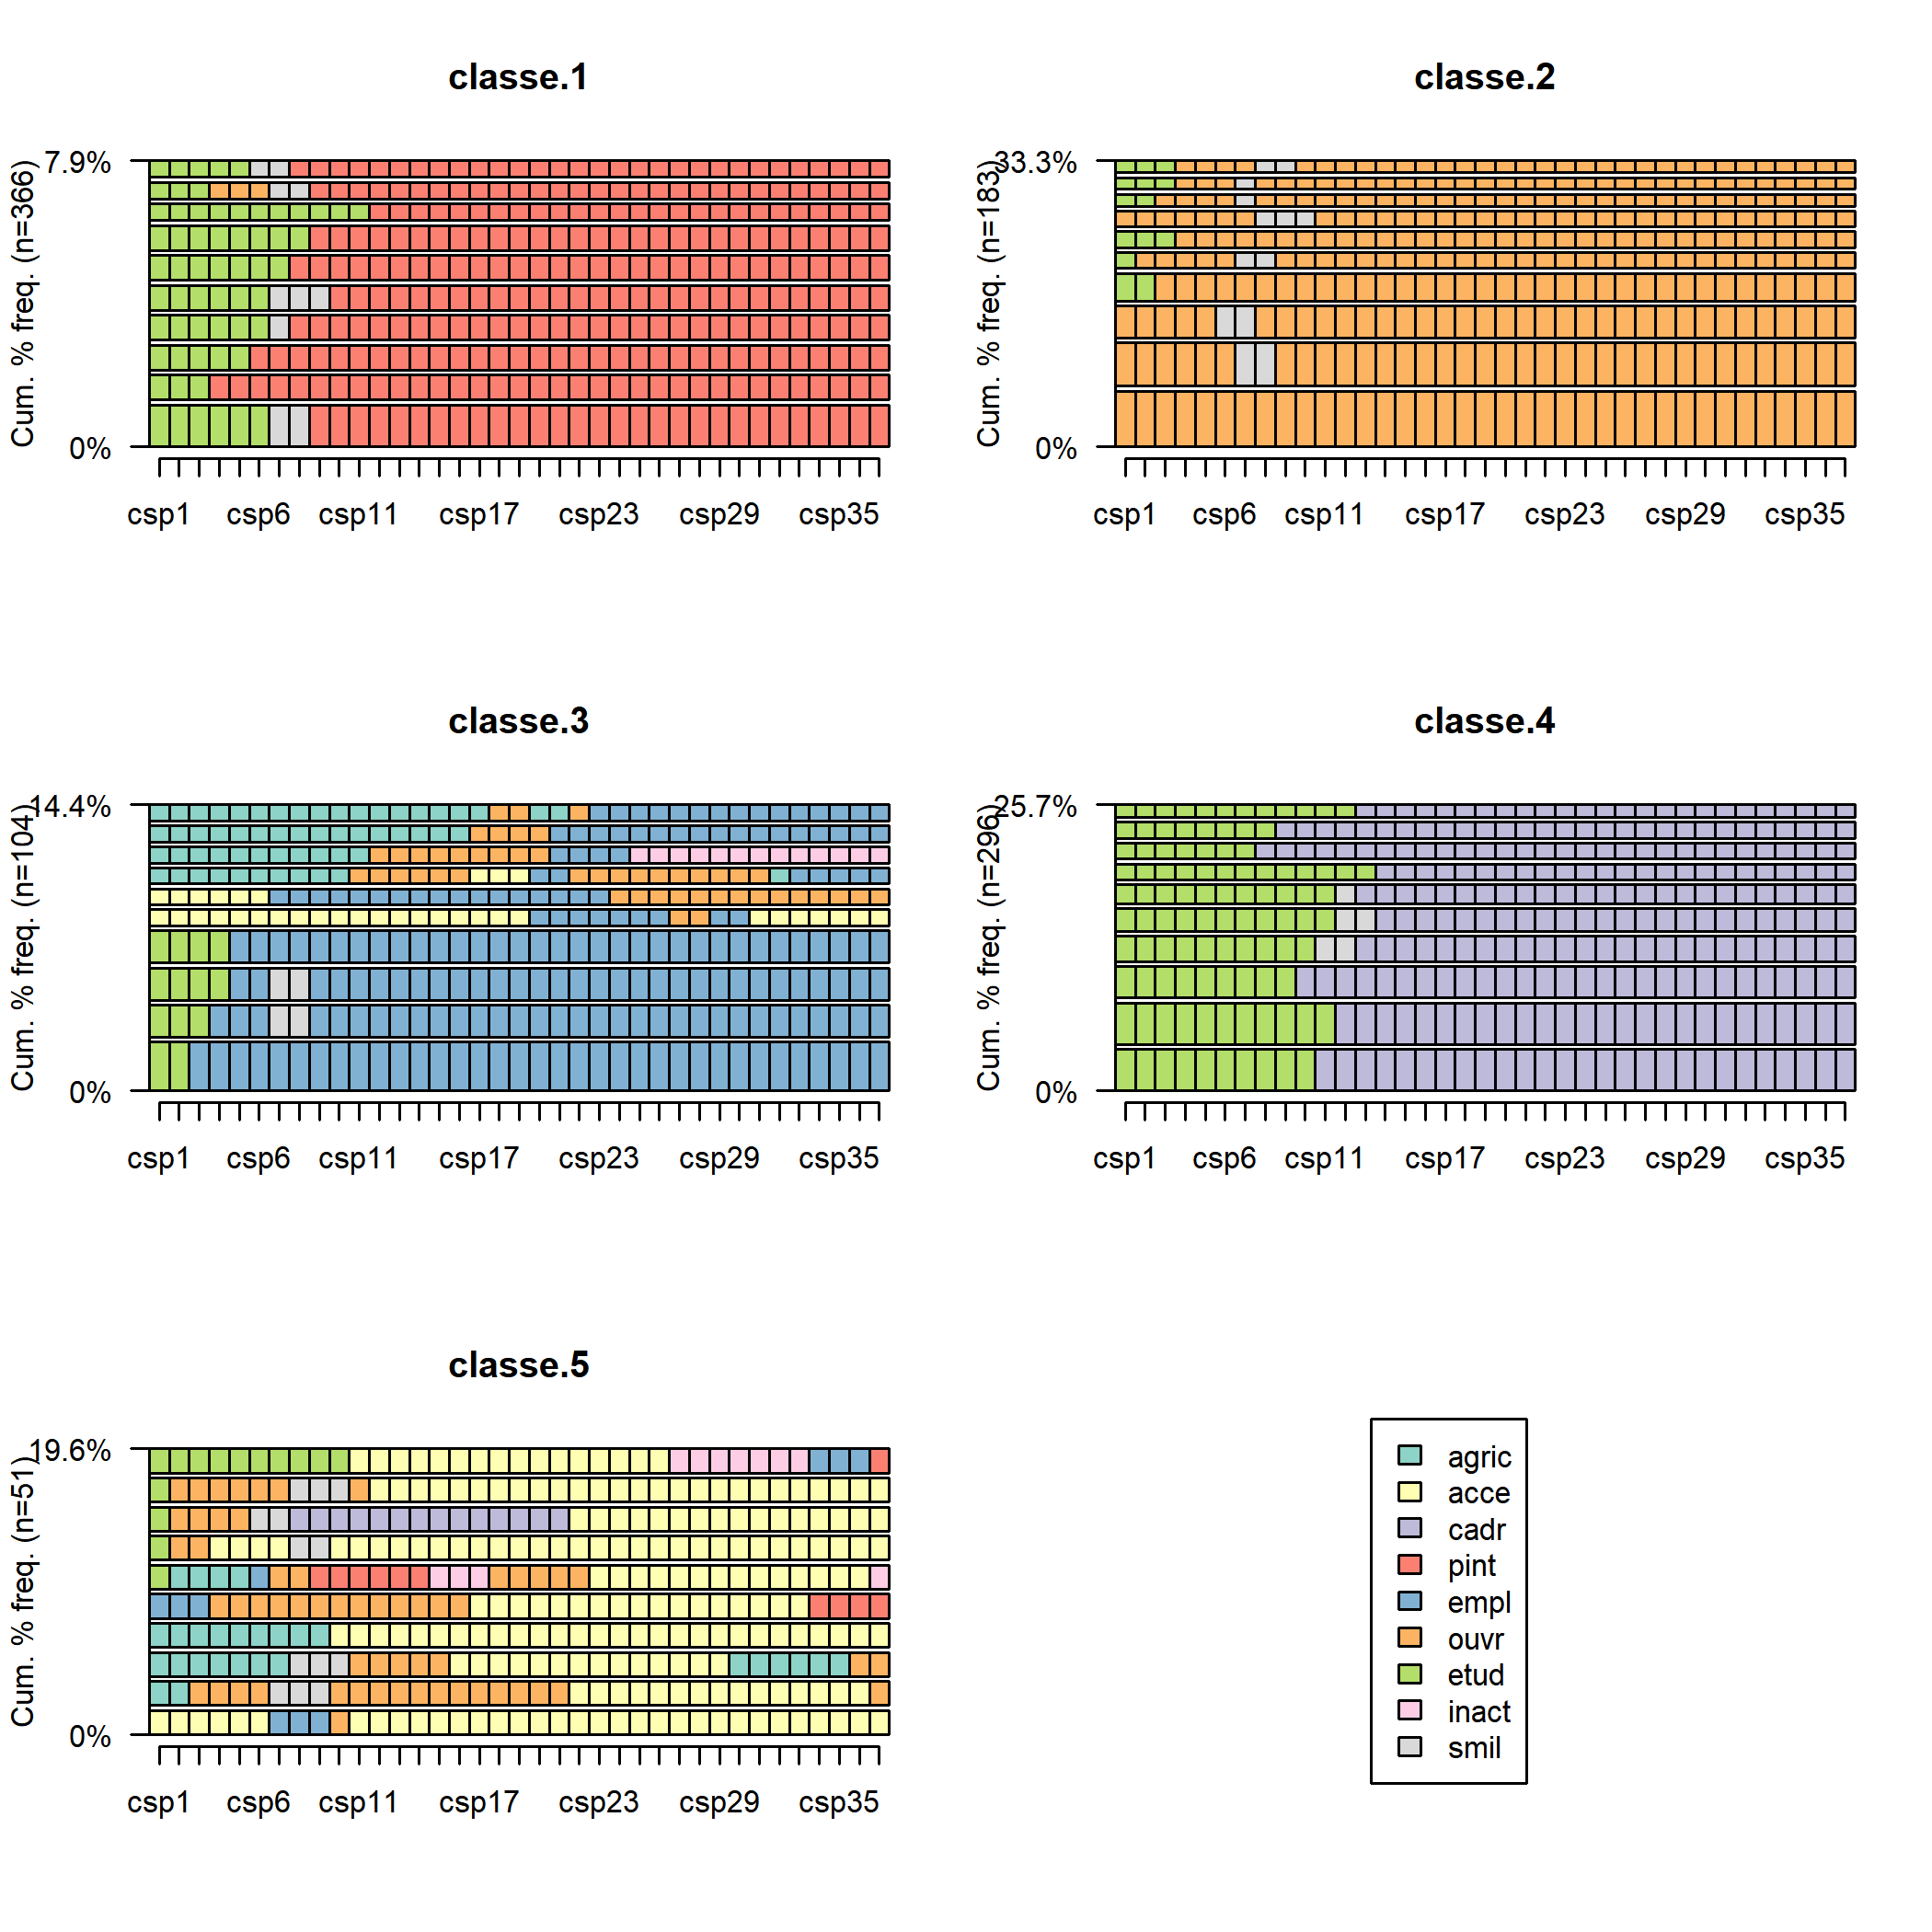 classe.1
7.9%
Cum. % freq. (n=366)
0%
csp1 csp6 csp11 csp17 csp23 csp29 csp35
classe.2
33.3%
Cum. % freq. (n=183)
0%
csp1 csp6 csp11 csp17 csp23 csp29 csp35
classe.3
14.4%
Cum. % freq. (n=104)
0%
csp1 csp6 csp11 csp17 csp23 csp29 csp35
classe.4
25.7%
Cum. % freq. (n=296)
0%
csp1 csp6 csp11 csp17 csp23 csp29 csp35
classe.5
19.6%
Cum. % freq. (n=51)
0%
csp1 csp6 csp11 csp17 csp23 csp29 csp35
agric
acce
cadr
pint
empl
ouvr
etud
inact
smil